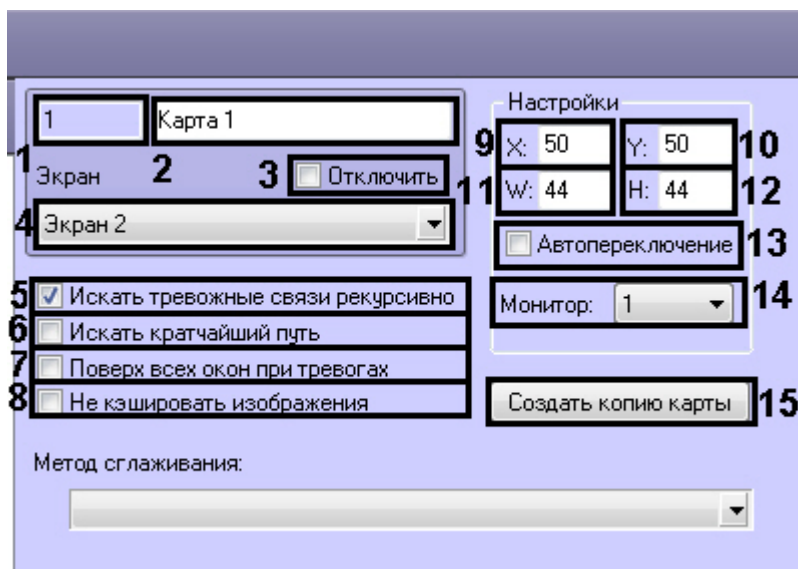 1 Карта 1
1 2 Экран 3 Отключить
4 Экран 2
5 Искать тревожные связи рекурсивно
6 Искать кратчайший путь
7 Поверх всех окон при тревогах
8 Не кэшировать изображения
Метод сглаживания:
Настройки
9 X: 50 Y: 50 10
11 W: 44 H: 44 12
Автопереключение 13
Монитор: 1 14
Создать копию карты 15